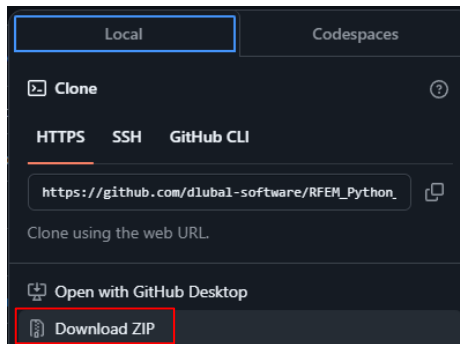 Local Codespaces
Clone
HTTPS SSH GitHub CLI
https://github.com/dlubal-software/RFEM_Python_
Clone using the web URL.
Open with GitHub Desktop
Download ZIP